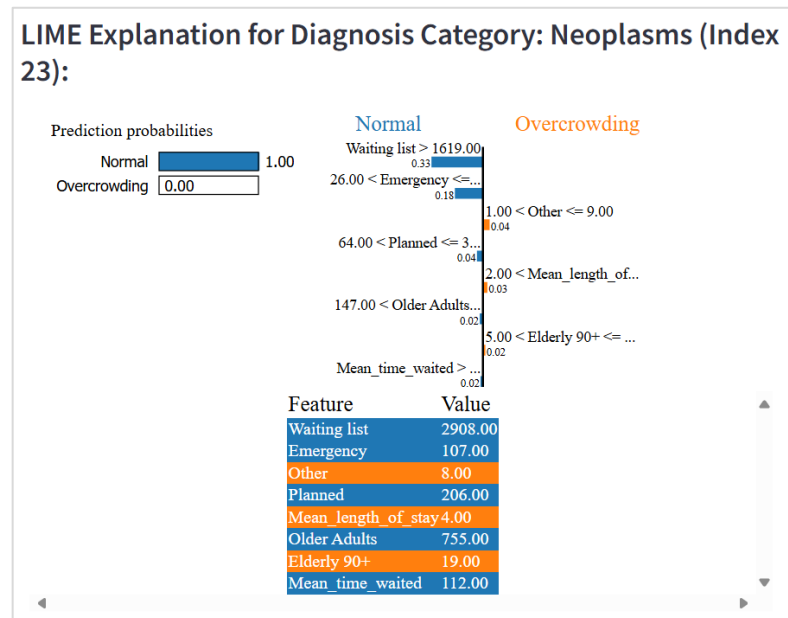 LIME Explanation for Diagnosis Category: Neoplasms (Index
23):
Prediction probabilities
Normal 1.00
Overcrowding 0.00
Normal Overcrowding
Waiting list > 1619.00
0.33
26.00 < Emergency <=...
0.18
1.00 < Other <= 9.00
0.04
64.00 < Planned <= 3...
0.04
2.00 < Mean_length_of...
0.03
147.00 < Older Adults...
0.02
5.00 < Elderly 90+ <= ...
0.02
Mean_time_waited > ...
0.02
Feature Value
Waiting list 2908.00
Emergency 107.00
Other 8.00
Planned 206.00
Mean_length_of_stay 4.00
Older Adults 755.00
Elderly 90+ 19.00
Mean_time_waited 112.00